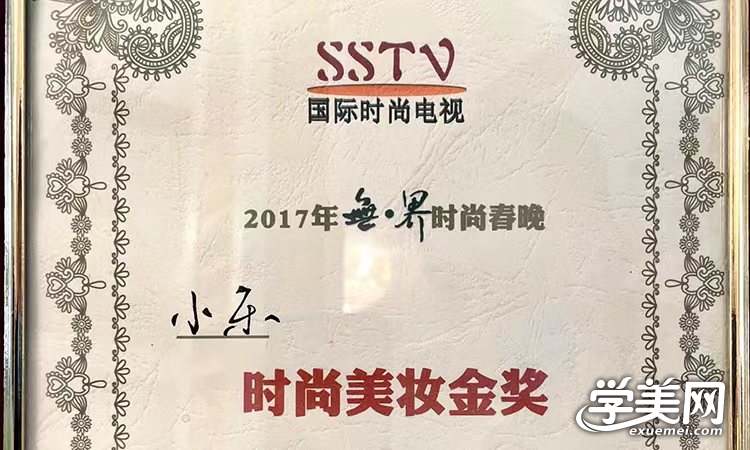 SSTV
国际时尚电视
2017年無·界时尚春晚
小乐
时尚美妆金奖
学美网
exuemei.com